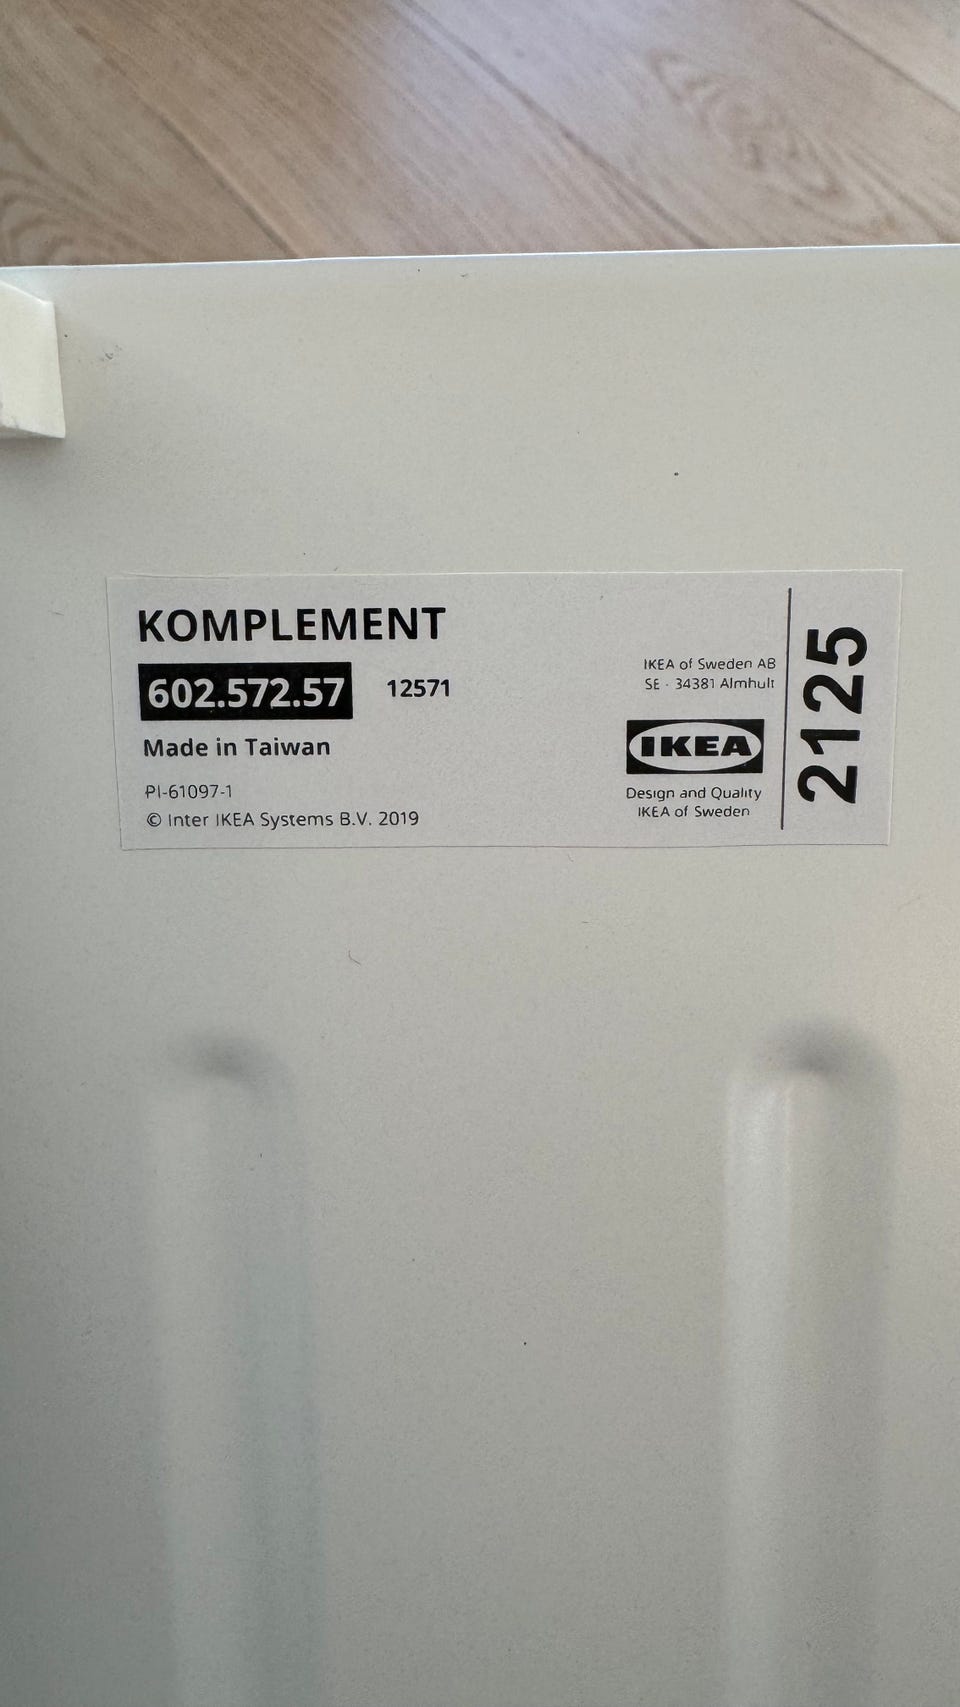 KOMPLEMENT
602.572.57 12571
Made in Taiwan
PI-61097-1
© Inter IKEA Systems B.V. 2019
IKEA of Sweden AB
SE - 34381 Älmhult
IKEA
Design and Quality
IKEA of Sweden
2125